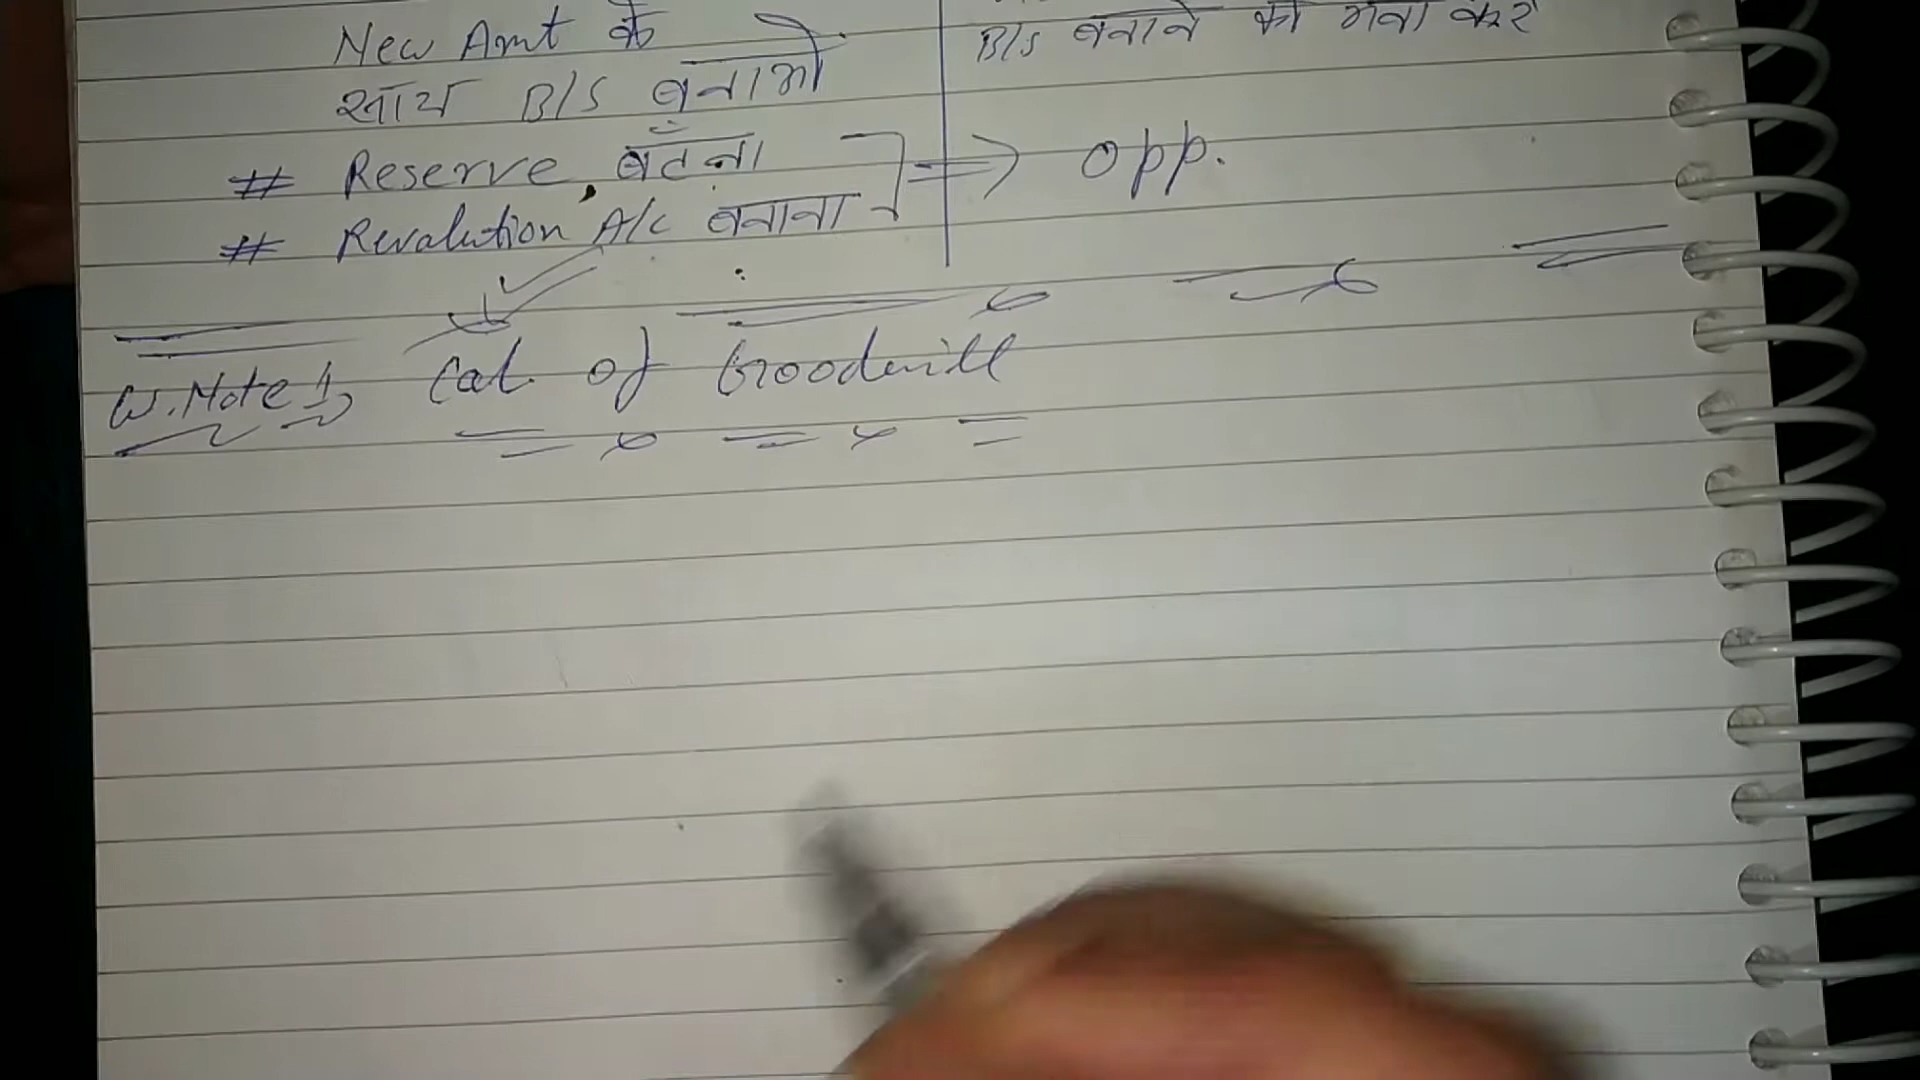 New Amt के
साथ B/S बनाओ
B/S बनाने को मना करे
# Reserve बंटना
# Revalution A/c बनाना
⇒ opp.
W. Note 1, Cal. of Goodwill